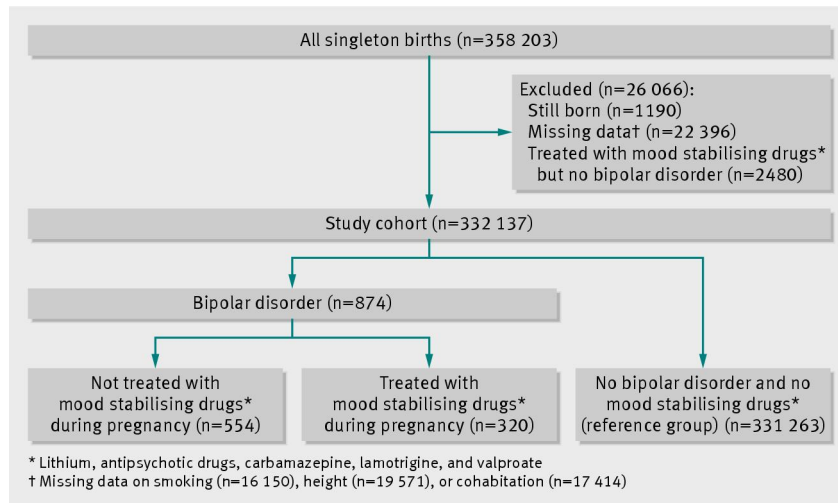 All singleton births (n=358 203)
Excluded (n=26 066):
Still born (n=1190)
Missing data† (n=22 396)
Treated with mood stabilising drugs*
but no bipolar disorder (n=2480)
Study cohort (n=332 137)
Bipolar disorder (n=874)
Not treated with
mood stabilising drugs*
during pregnancy (n=554)
Treated with
mood stabilising drugs*
during pregnancy (n=320)
No bipolar disorder and no
mood stabilising drugs*
(reference group) (n=331 263)
* Lithium, antipsychotic drugs, carbamazepine, lamotrigine, and valproate
† Missing data on smoking (n=16 150), height (n=19 571), or cohabitation (n=17 414)